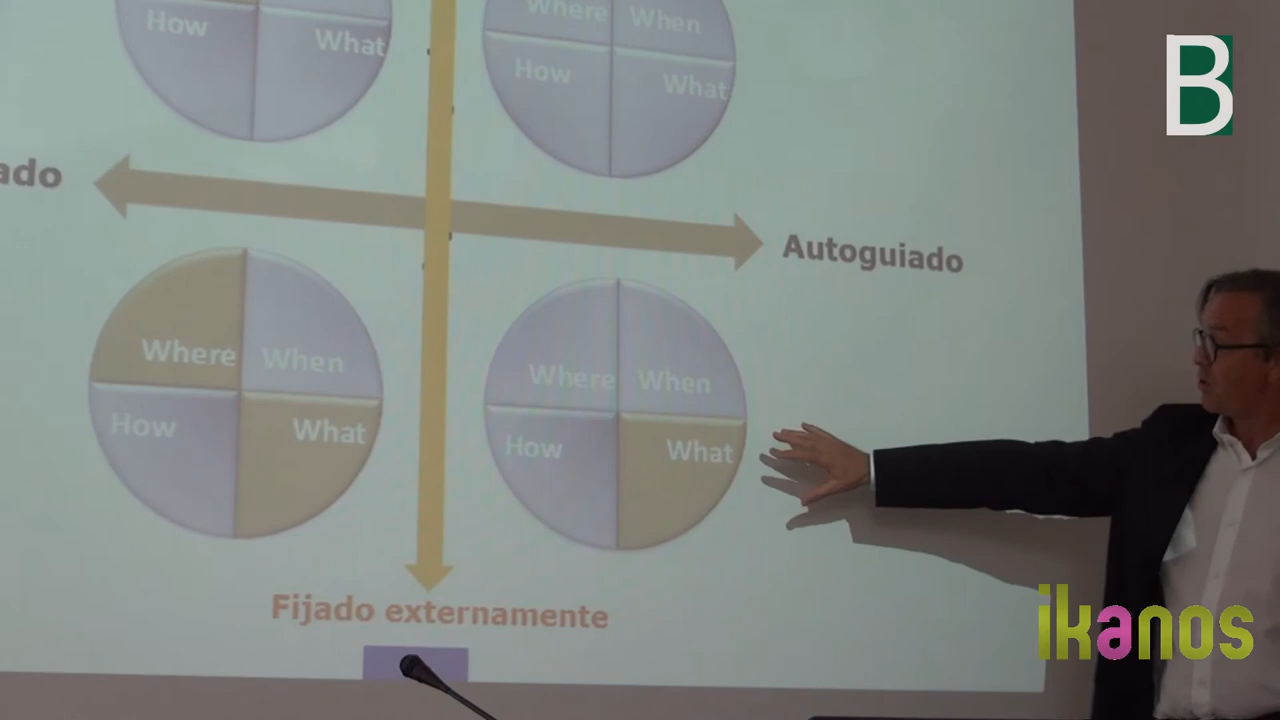 Where When
How What
How What
B
ado
Autoguiado
Where When
How What
Where When
How What
Fijado externamente
ikanos